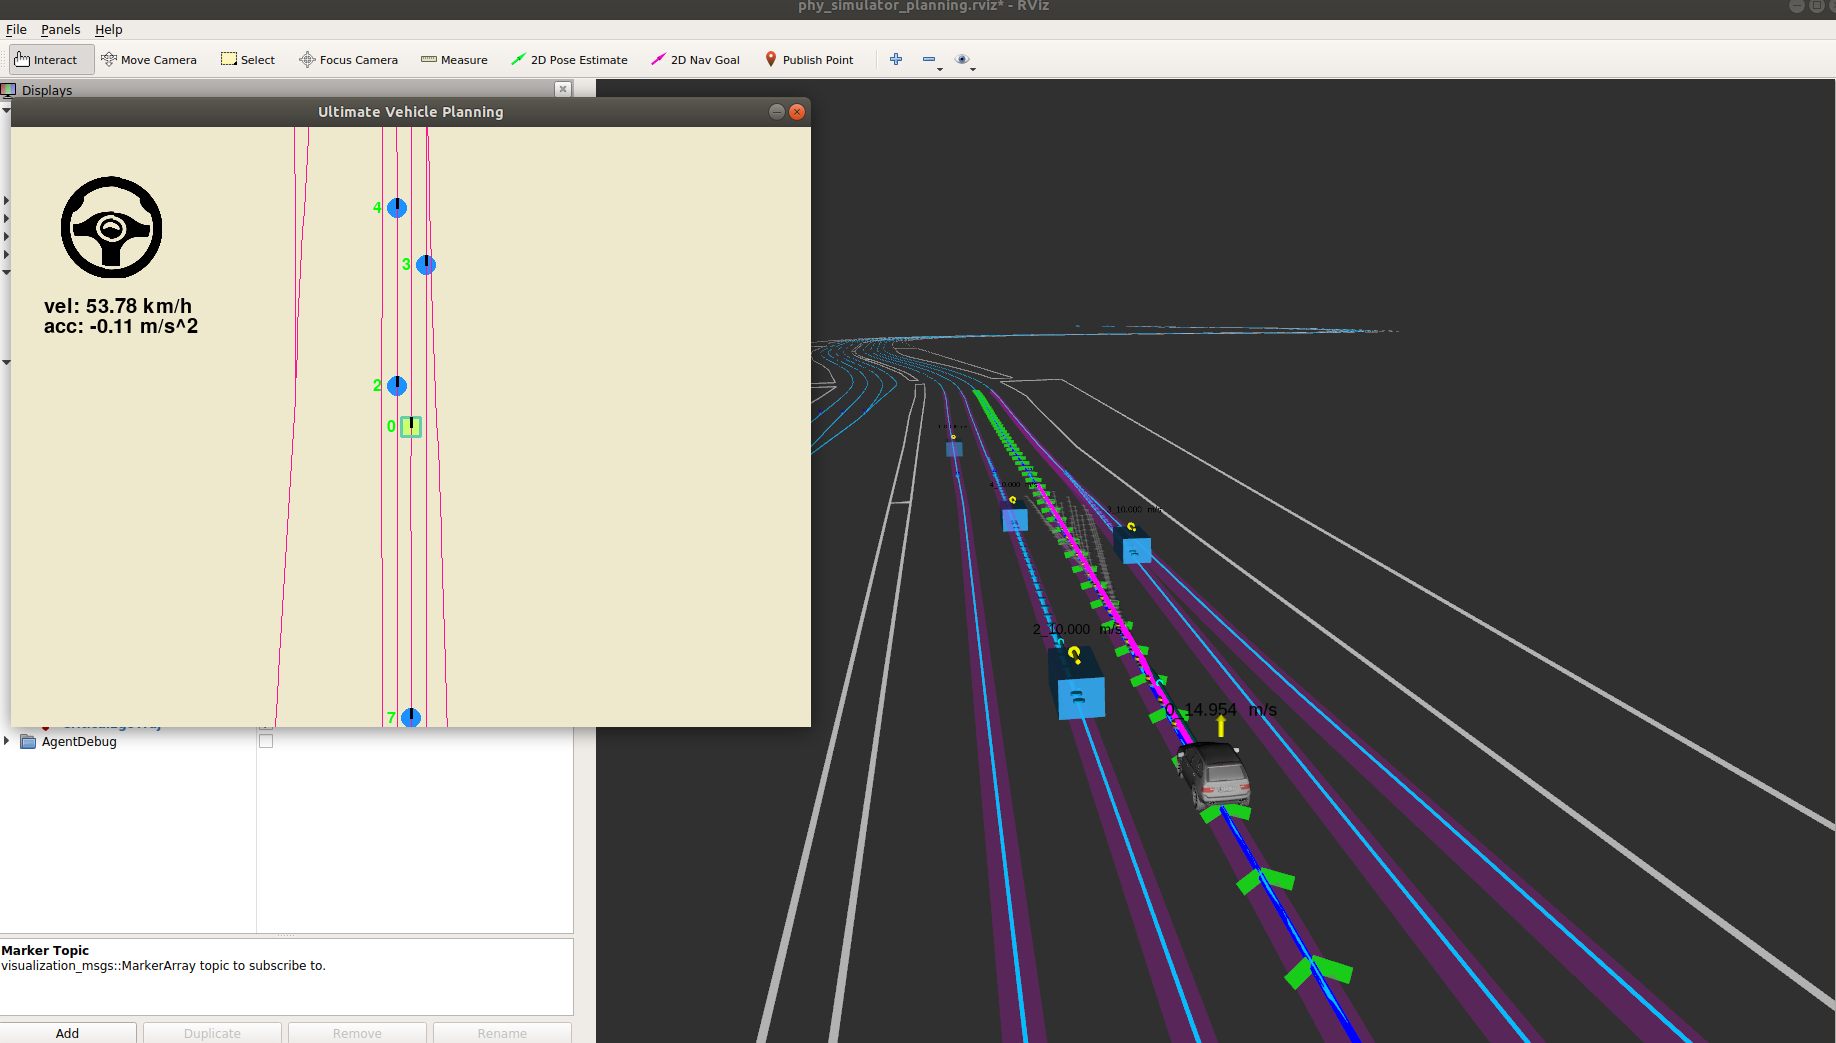 phy_simulator_planning.rviz* - RViz
File Panels Help
Interact Move Camera Select Focus Camera Measure 2D Pose Estimate 2D Nav Goal Publish Point
Displays
Ultimate Vehicle Planning
4
3
vel: 53.78 km/h
acc: -0.11 m/s^2
2
0
7
3_10.000 m/s
2_10.000 m/s
0_14.954 m/s
AgentDebug
Marker Topic
visualization_msgs::MarkerArray topic to subscribe to.
Add Duplicate Remove Rename